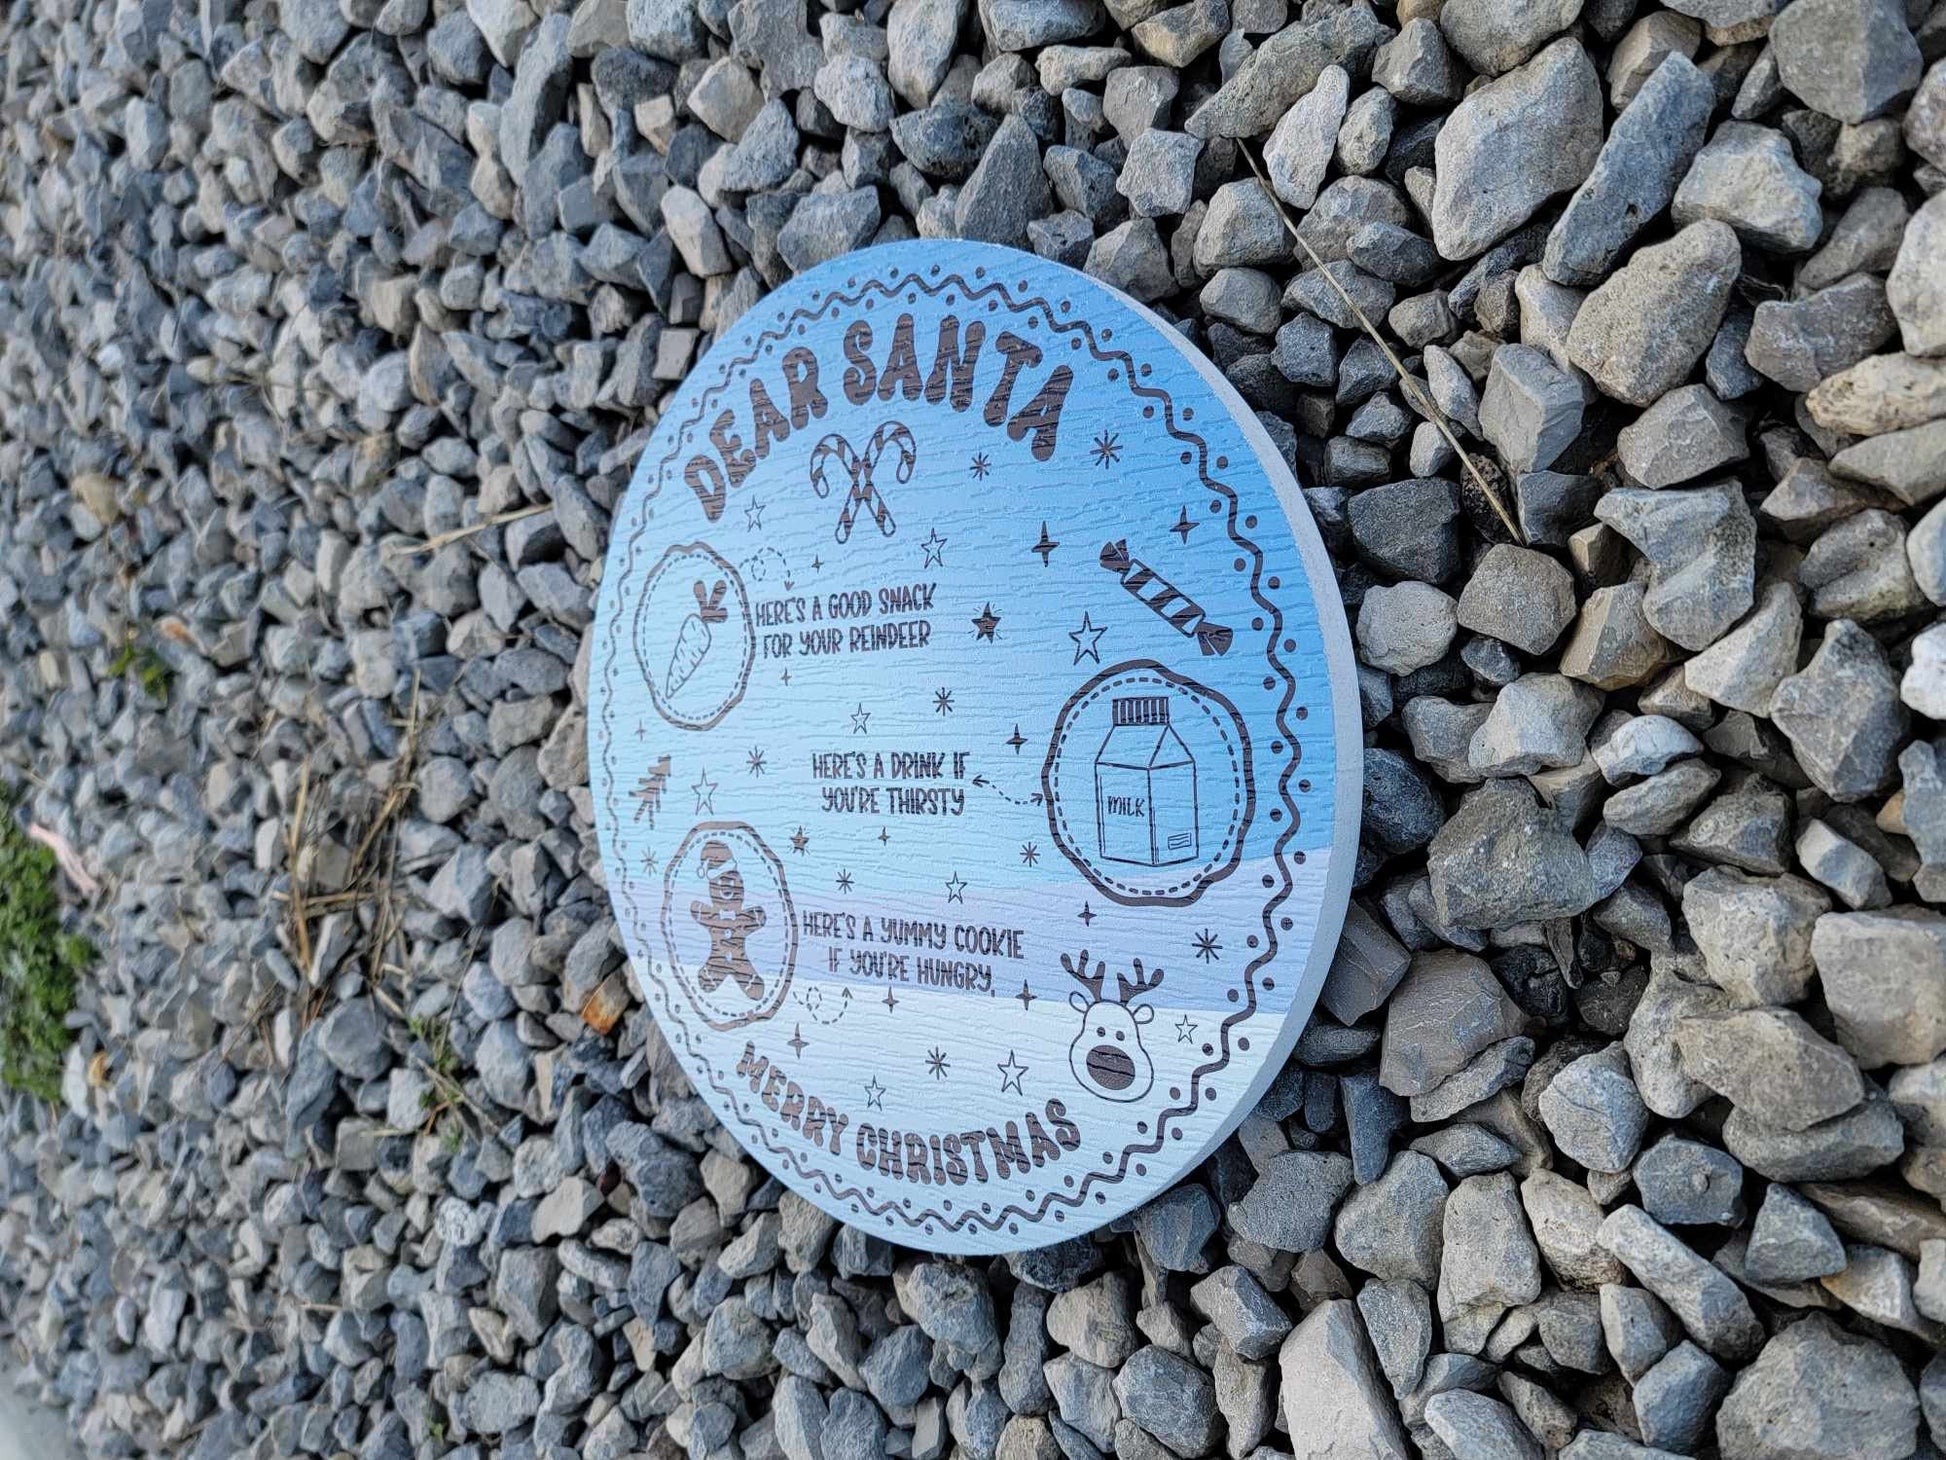 DEAR SANTA
HERE'S A GOOD SNACK
FOR YOUR REINDEER
HERE'S A DRINK IF
YOU'RE THIRSTY
MILK
HERE'S A YUMMY COOKIE
IF YOU'RE HUNGRY,
MERRY CHRISTMAS